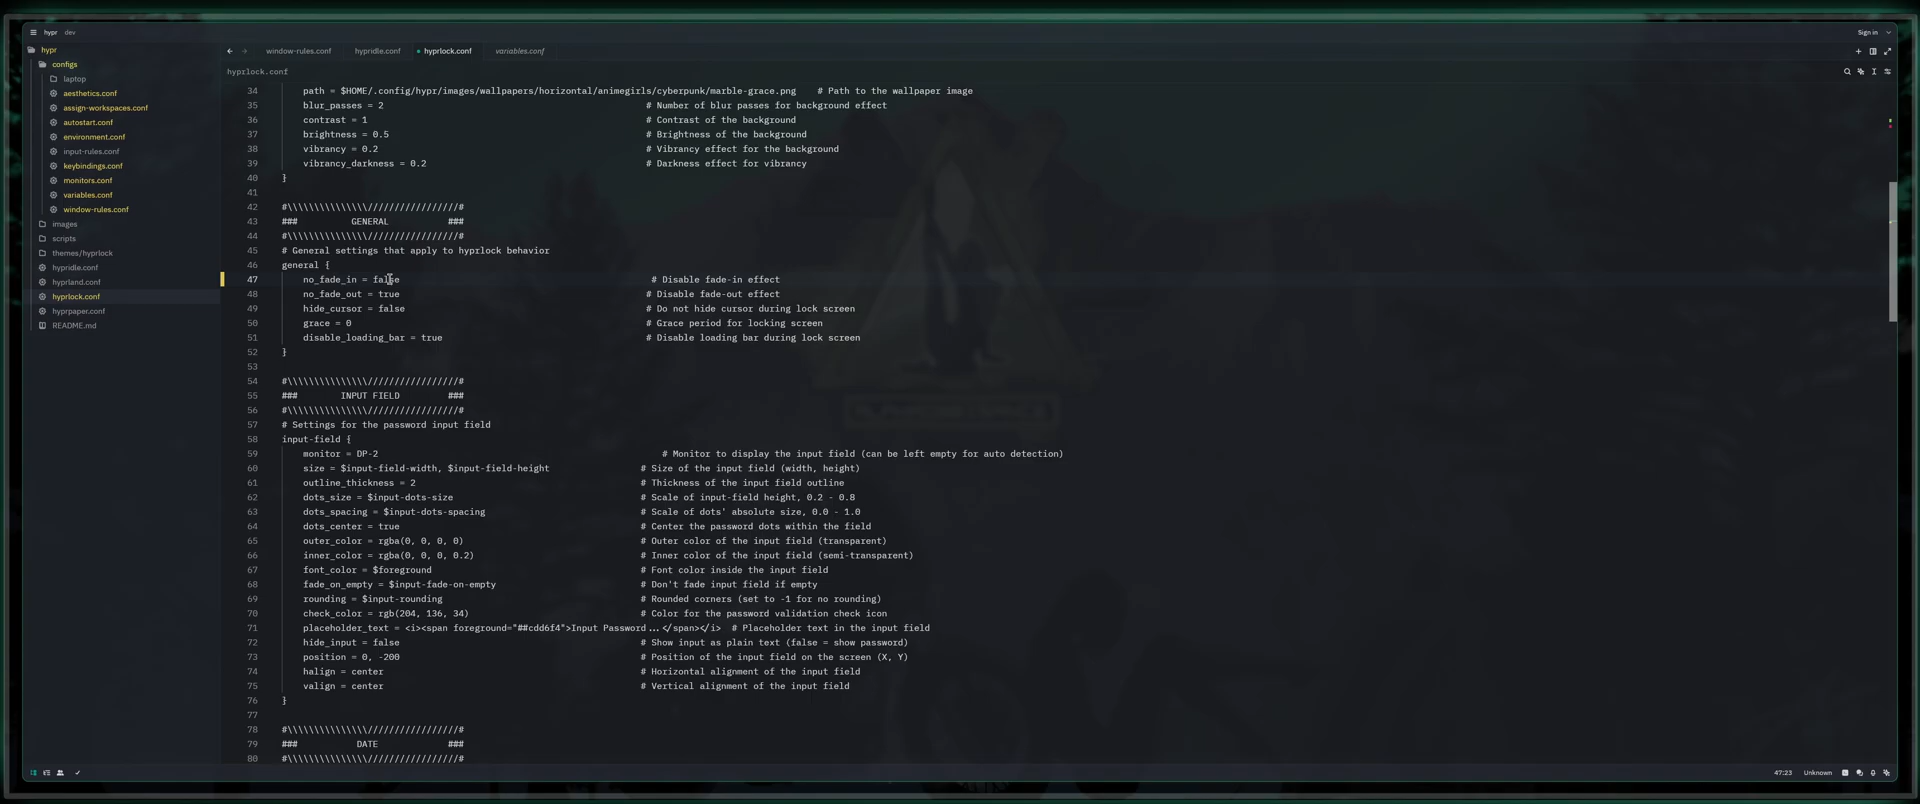 hypr dev Sign in
hypr window-rules.conf hypridle.conf hyprlock.conf variables.conf
configs
hyprlock.conf
laptop
aesthetics.conf
assign-workspaces.conf
autostart.conf
environment.conf
input-rules.conf
keybindings.conf
monitors.conf
variables.conf
window-rules.conf
images
scripts
themes/hyprlock
hypridle.conf
hyprland.conf
hyprlock.conf
hyprpaper.conf
README.md
34 path = $HOME/.config/hypr/images/wallpapers/horizontal/animegirls/cyberpunk/marble-grace.png # Path to the wallpaper image
35 blur_passes = 2 # Number of blur passes for background effect
36 contrast = 1 # Contrast of the background
37 brightness = 0.5 # Brightness of the background
38 vibrancy = 0.2 # Vibrancy effect for the background
39 vibrancy_darkness = 0.2 # Darkness effect for vibrancy
40 }
41
42 #\\\\\\\\\\\\\\\/////////////////#
43 ### GENERAL ###
44 #\\\\\\\\\\\\\\\/////////////////#
45 # General settings that apply to hyprlock behavior
46 general {
47 no_fade_in = false # Disable fade-in effect
48 no_fade_out = true # Disable fade-out effect
49 hide_cursor = false # Do not hide cursor during lock screen
50 grace = 0 # Grace period for locking screen
51 disable_loading_bar = true # Disable loading bar during lock screen
52 }
53
54 #\\\\\\\\\\\\\\\/////////////////#
55 ### INPUT FIELD ###
56 #\\\\\\\\\\\\\\\/////////////////#
57 # Settings for the password input field
58 input-field {
59 monitor = DP-2 # Monitor to display the input field (can be left empty for auto detection)
60 size = $input-field-width, $input-field-height # Size of the input field (width, height)
61 outline_thickness = 2 # Thickness of the input field outline
62 dots_size = $input-dots-size # Scale of input-field height, 0.2 - 0.8
63 dots_spacing = $input-dots-spacing # Scale of dots' absolute size, 0.0 - 1.0
64 dots_center = true # Center the password dots within the field
65 outer_color = rgba(0, 0, 0, 0) # Outer color of the input field (transparent)
66 inner_color = rgba(0, 0, 0, 0.2) # Inner color of the input field (semi-transparent)
67 font_color = $foreground # Font color inside the input field
68 fade_on_empty = $input-fade-on-empty # Don't fade input field if empty
69 rounding = $input-rounding # Rounded corners (set to -1 for no rounding)
70 check_color = rgb(204, 136, 34) # Color for the password validation check icon
71 placeholder_text = <i><span foreground="##cdd6f4">Input Password...</span></i> # Placeholder text in the input field
72 hide_input = false # Show input as plain text (false = show password)
73 position = 0, -200 # Position of the input field on the screen (X, Y)
74 halign = center # Horizontal alignment of the input field
75 valign = center # Vertical alignment of the input field
76 }
77
78 #\\\\\\\\\\\\\\\/////////////////#
79 ### DATE ###
80 #\\\\\\\\\\\\\\\/////////////////#
47:23 Unknown